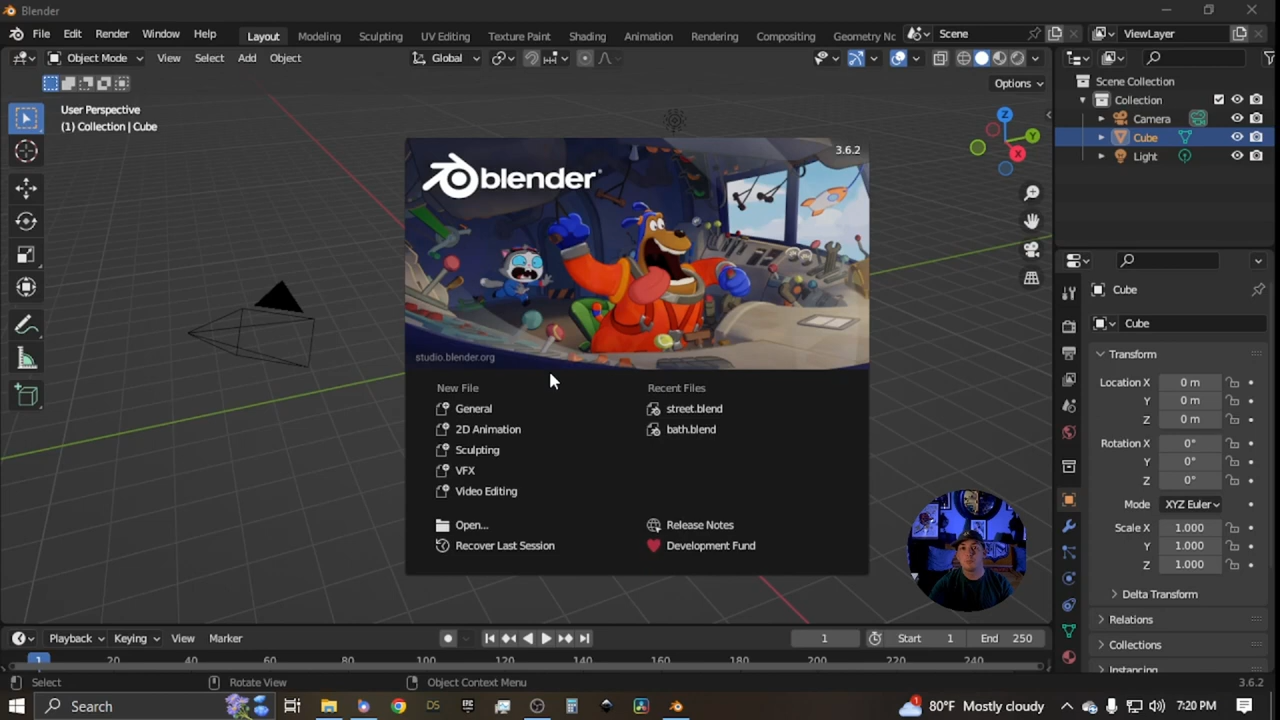 Blender
File Edit Render Window Help Layout Modeling Sculpting UV Editing Texture Paint Shading Animation Rendering Compositing Geometry Nc Scene ViewLayer
Object Mode View Select Add Object Global
Options
User Perspective
(1) Collection | Cube
Z
Y
X
Scene Collection
Collection
Camera
Cube
Light
3.6.2
blender
studio.blender.org
New File
General
2D Animation
Sculpting
VFX
Video Editing
Open...
Recover Last Session
Recent Files
street.blend
bath.blend
Release Notes
Development Fund
Cube
Cube
Transform
Location X 0 m
Y 0 m
Z 0 m
Rotation X 0°
Y 0°
Z 0°
Mode XYZ Euler
Scale X 1.000
Y 1.000
Z 1.000
Delta Transform
Relations
Collections
Instancing
Playback Keying View Marker 1 Start 1 End 250
1 20 40 60 80 100 120 140 160 180 200 220 240
Select Rotate View Object Context Menu 3.6.2
Search DS EPIC 1 80°F Mostly cloudy 7:20 PM